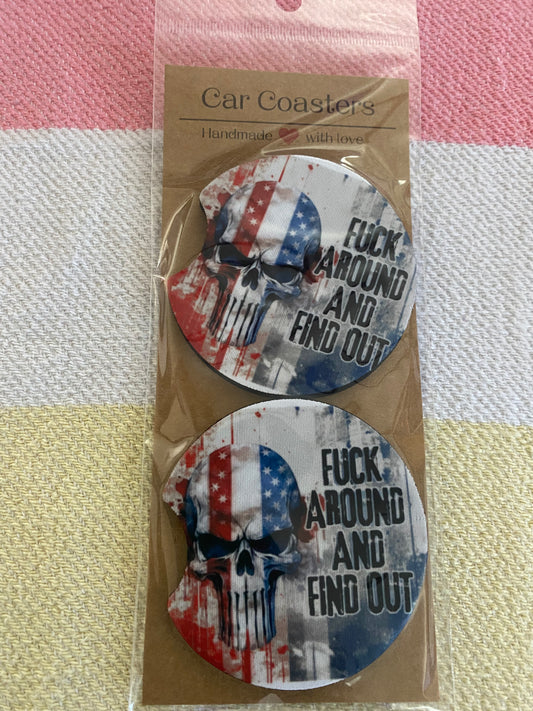 Car Coasters
Handmade with love
FUCK
AROUND
AND
FIND OUT
FUCK
AROUND
AND
FIND OUT